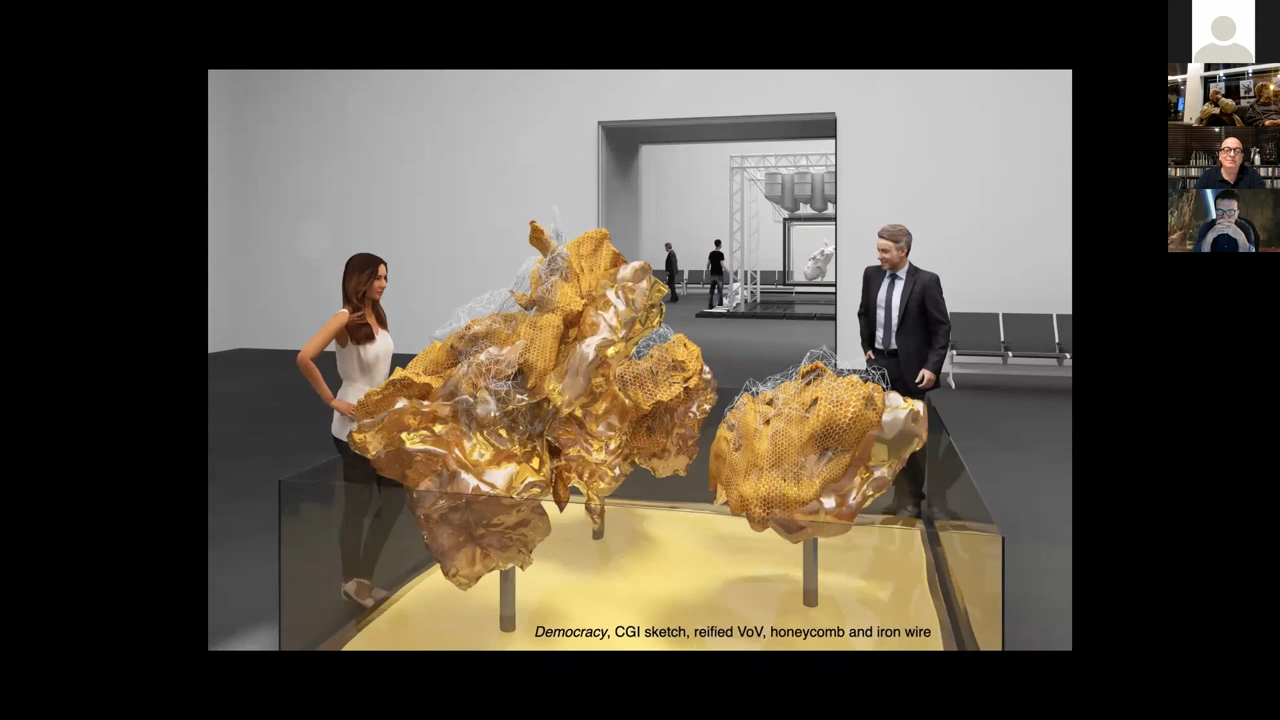 Democracy, CGI sketch, reified VoV, honeycomb and iron wire